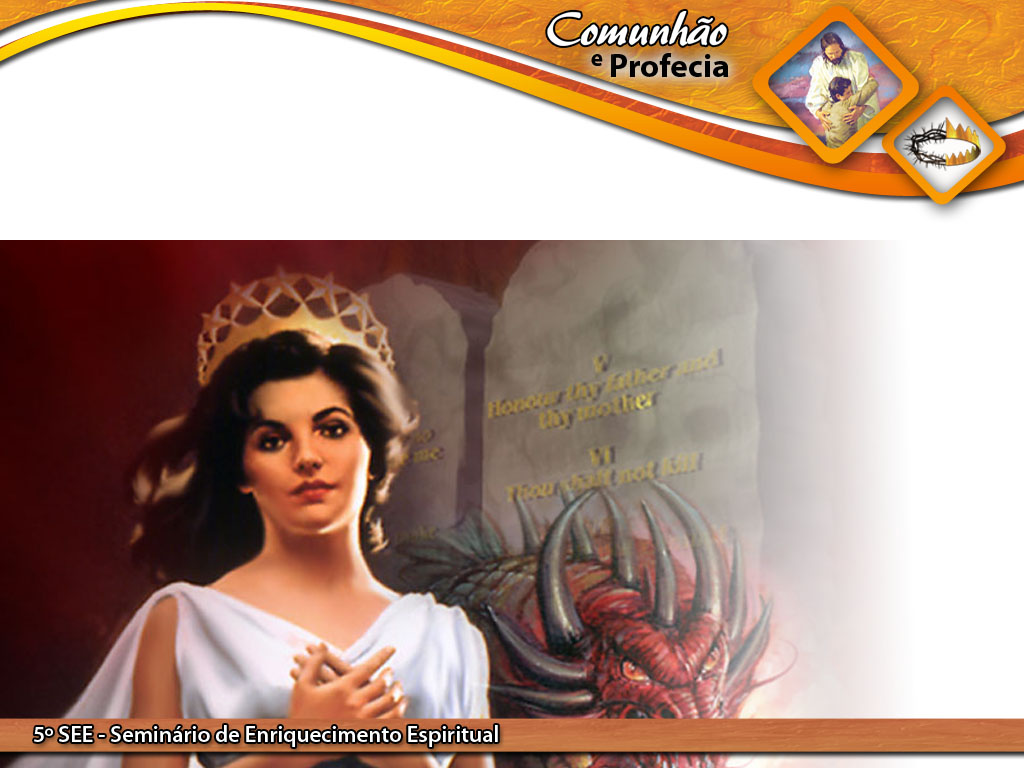 Comunhão
e Profecia
V
Honour thy father and
thy mother
VI
Thou shalt not kill
me
5º SEE - Seminário de Enriquecimento Espiritual